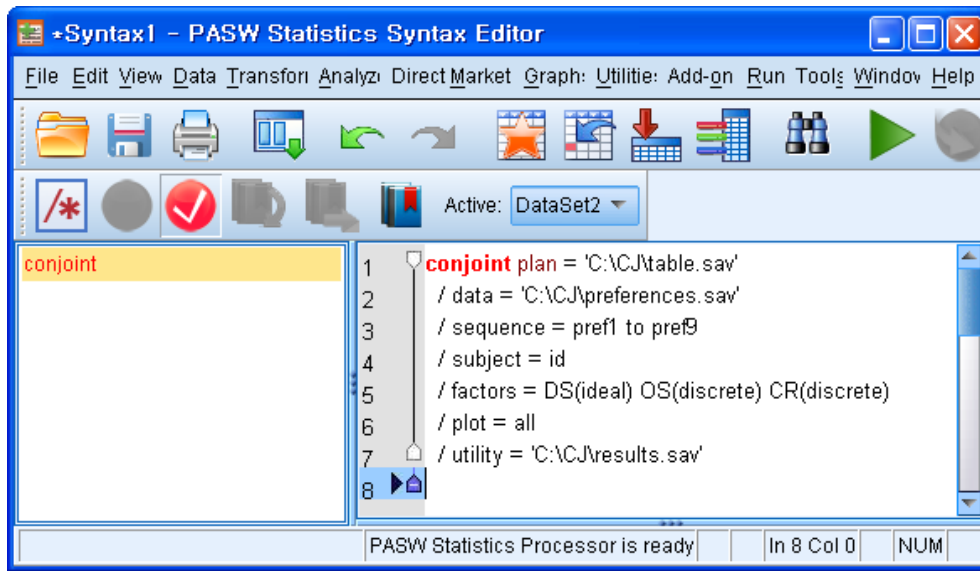 *Syntax1 - PASW Statistics Syntax Editor
File Edit View Data Transforn Analyz Direct Market Graph: Utilitie: Add-on Run Tools Windov Help
/*
Active: DataSet2
conjoint
1 conjoint plan = 'C:\CJ\table.sav'
2 / data = 'C:\CJ\preferences.sav'
3 / sequence = pref1 to pref9
4 / subject = id
5 / factors = DS(ideal) OS(discrete) CR(discrete)
6 / plot = all
7 / utility = 'C:\CJ\results.sav'
8
PASW Statistics Processor is ready In 8 Col 0 NUM